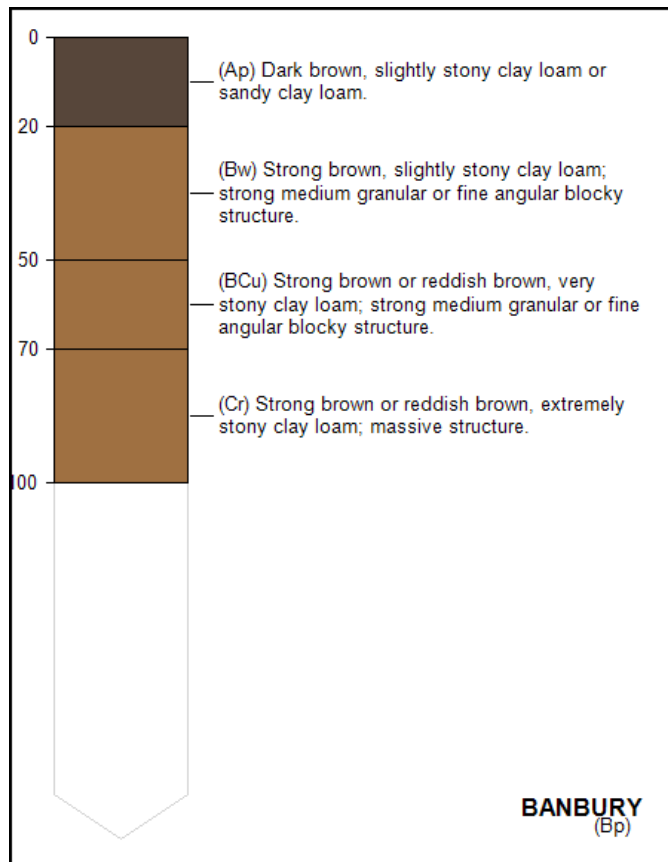 0
(Ap) Dark brown, slightly stony clay loam or
sandy clay loam.
20
(Bw) Strong brown, slightly stony clay loam;
strong medium granular or fine angular blocky
structure.
50
(BCu) Strong brown or reddish brown, very
stony clay loam; strong medium granular or fine
angular blocky structure.
70
(Cr) Strong brown or reddish brown, extremely
stony clay loam; massive structure.
100
BANBURY
(Bp)